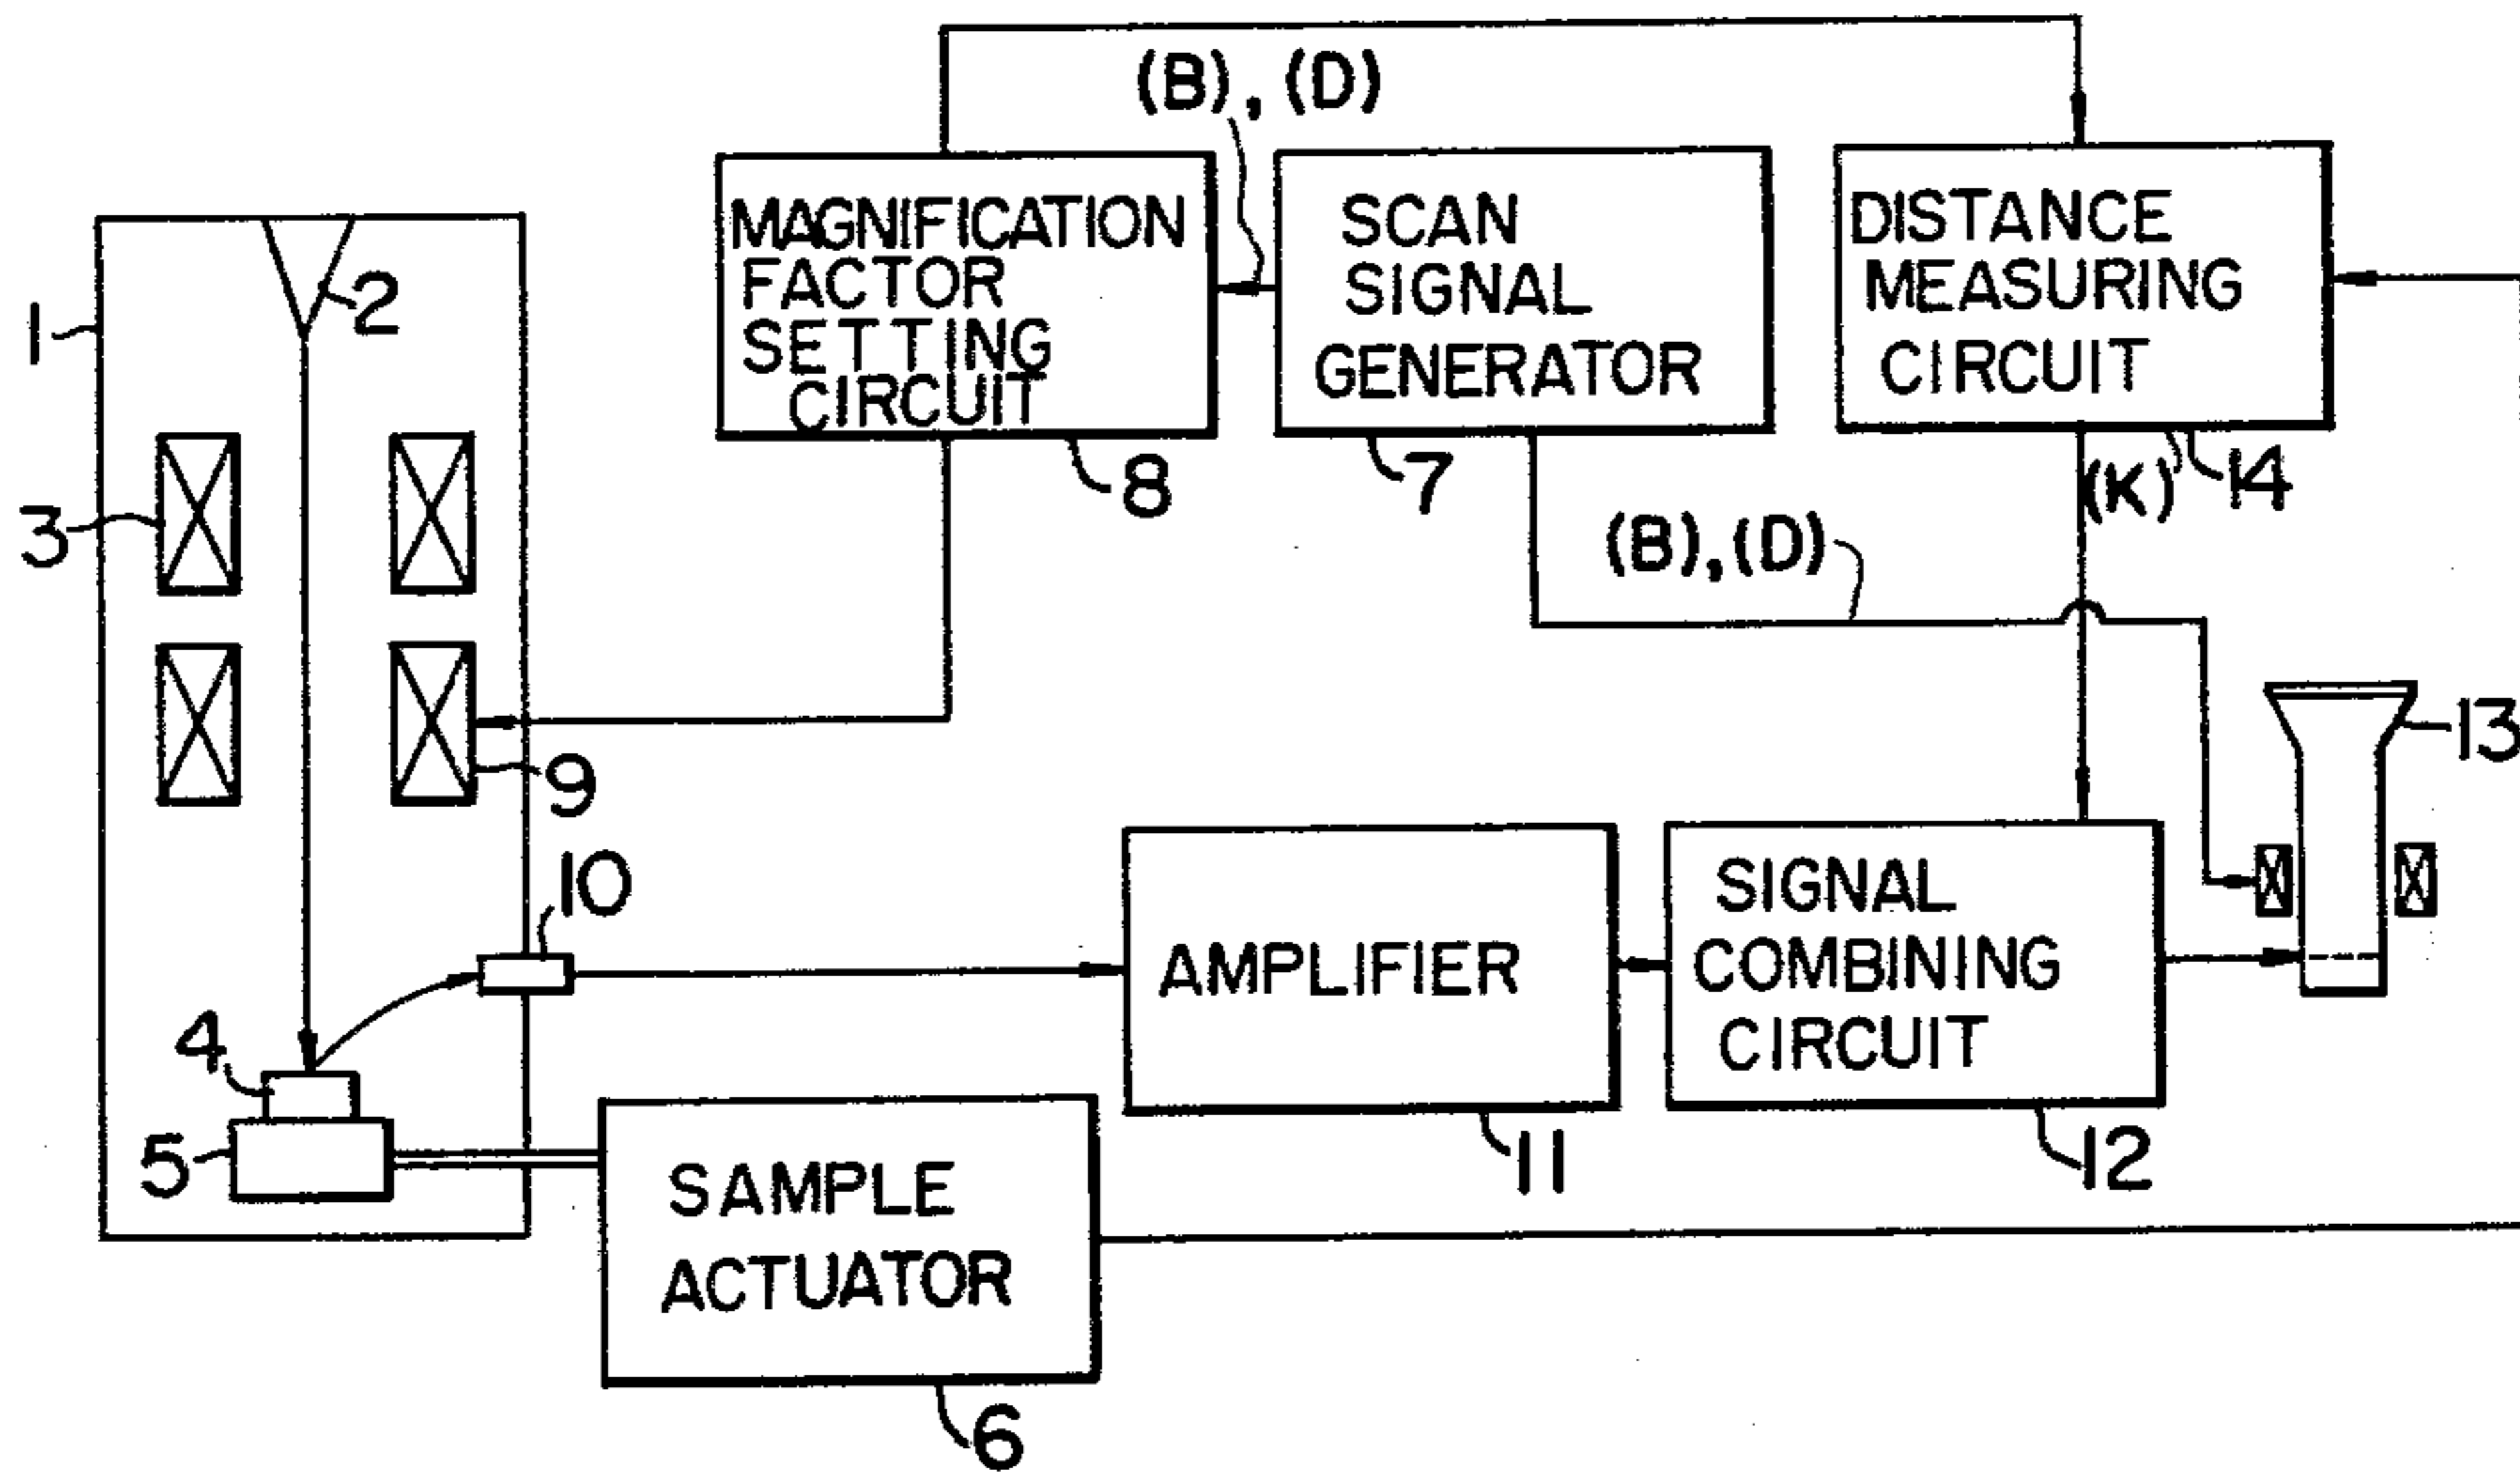 (B), (D)
MAGNIFICATION
FACTOR
SETTING
CIRCUIT
SCAN
SIGNAL
GENERATOR
DISTANCE
MEASURING
CIRCUIT
1
2
3
8
7
(K)
14
(B), (D)
13
9
10
AMPLIFIER
SIGNAL
COMBINING
CIRCUIT
4
5
11
12
SAMPLE
ACTUATOR
6